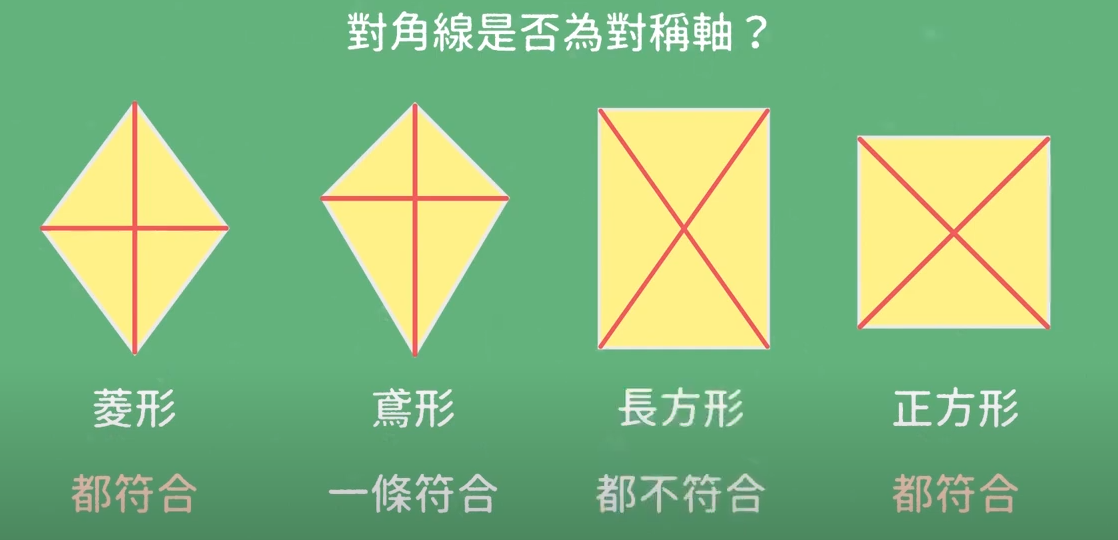 對角線是否為對稱軸？
菱形
鳶形
長方形
正方形
都符合
一條符合
都不符合
都符合